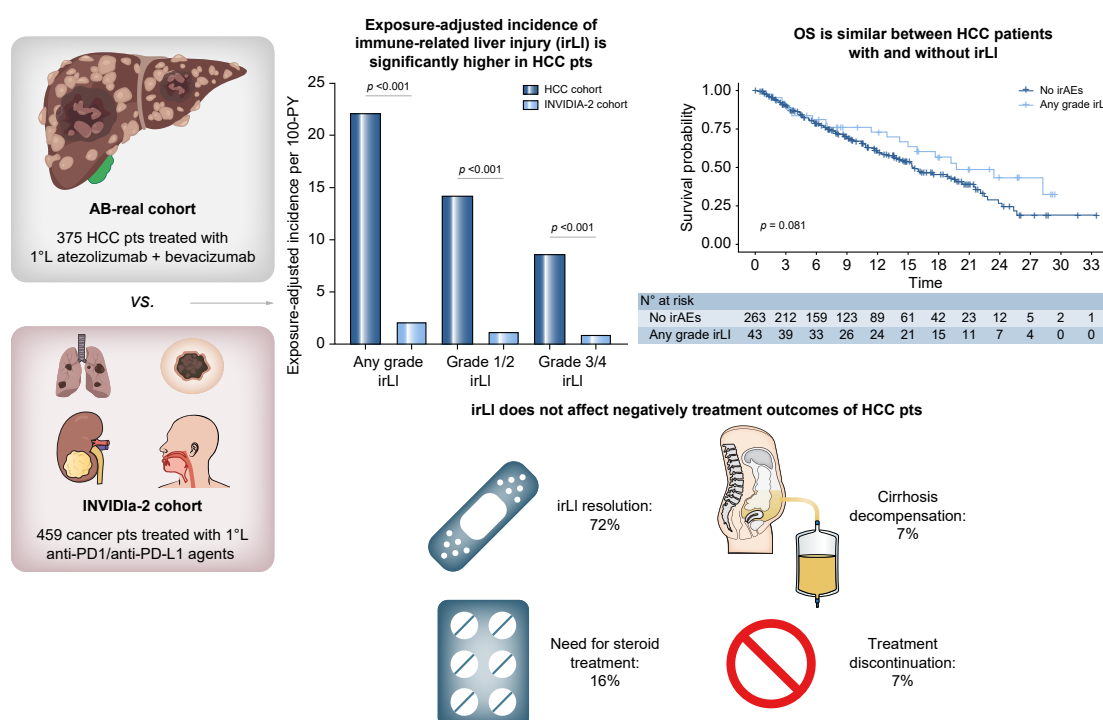 AB-real cohort
375 HCC pts treated with
1°L atezolizumab + bevacizumab
vs.
INVIDIa-2 cohort
459 cancer pts treated with 1°L
anti-PD1/anti-PD-L1 agents
Exposure-adjusted incidence of
immune-related liver injury (irLI) is
significantly higher in HCC pts
Exposure-adjusted incidence per 100-PY
25
20
15
10
5
0
p <0.001
p <0.001
p <0.001
HCC cohort
INVIDIA-2 cohort
Any grade
irLI
Grade 1/2
irLI
Grade 3/4
irLI
OS is similar between HCC patients
with and without irLI
Survival probability
1.00
0.75
0.50
0.25
0.00
No irAEs
Any grade irL
p = 0.081
0 3 6 9 12 15 18 21 24 27 30 33
Time
N° at risk
No irAEs 263 212 159 123 89 61 42 23 12 5 2 1
Any grade irLI 43 39 33 26 24 21 15 11 7 4 0 0
irLI does not affect negatively treatment outcomes of HCC pts
irLI resolution:
72%
Cirrhosis
decompensation:
7%
Need for steroid
treatment:
16%
Treatment
discontinuation:
7%